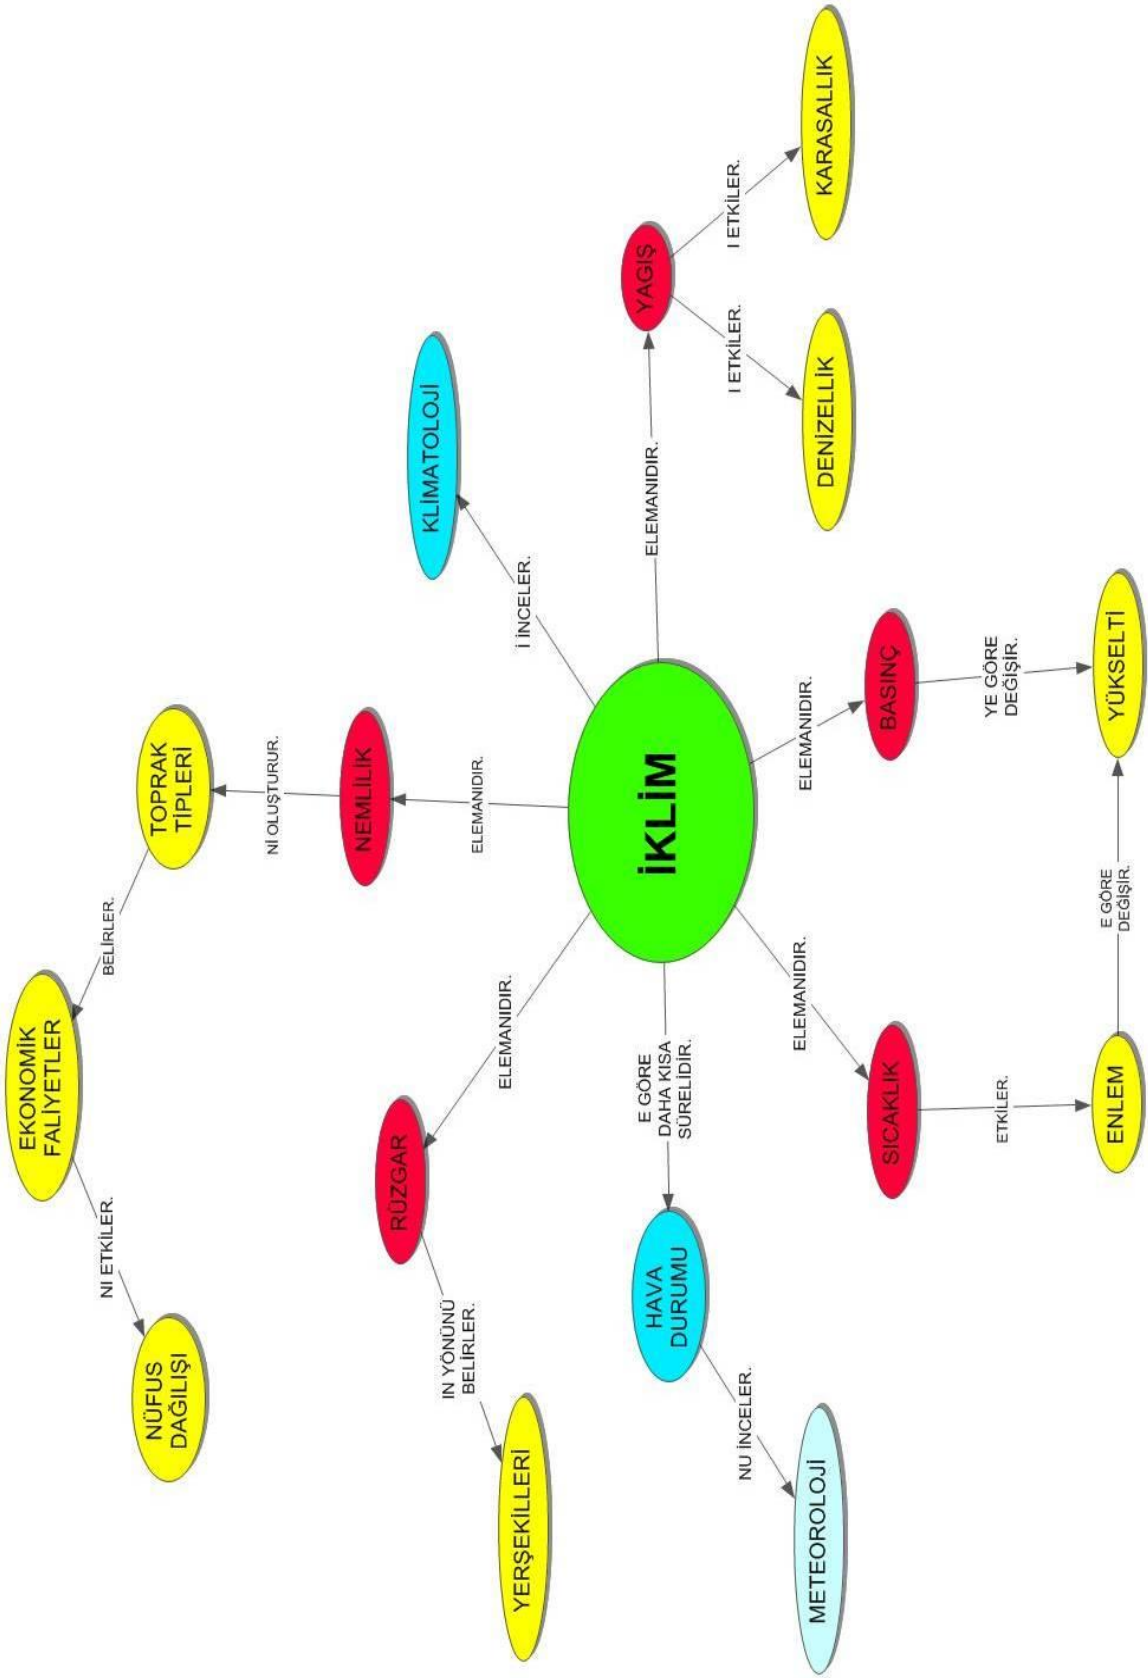 EKONOMİK
FALİYETLER
NI ETKİLER.
BELİRLER.
NÜFUS
DAĞILIŞI
TOPRAK
TİPLERİ
Nİ OLUŞTURUR.
NEMLİLİK
RÜZGAR
KLİMATOLOJİ
IN YÖNÜNÜ
BELİRLER.
ELEMANIDIR.
ELEMANIDIR.
İ İNCELER.
YERŞEKİLLERİ
HAVA
DURUMU
E GÖRE
DAHA KISA
SÜRELİDİR.
İKLİM
ELEMANIDIR.
YAĞIŞ
NU İNCELER.
I ETKİLER.
I ETKİLER.
METEOROLOJİ
ELEMANIDIR.
ELEMANIDIR.
DENİZELLİK
KARASALLIK
SICAKLIK
BASINÇ
ETKİLER.
YE GÖRE
DEĞİŞİR.
ENLEM
E GÖRE
DEĞİŞİR.
YÜKSELTİ